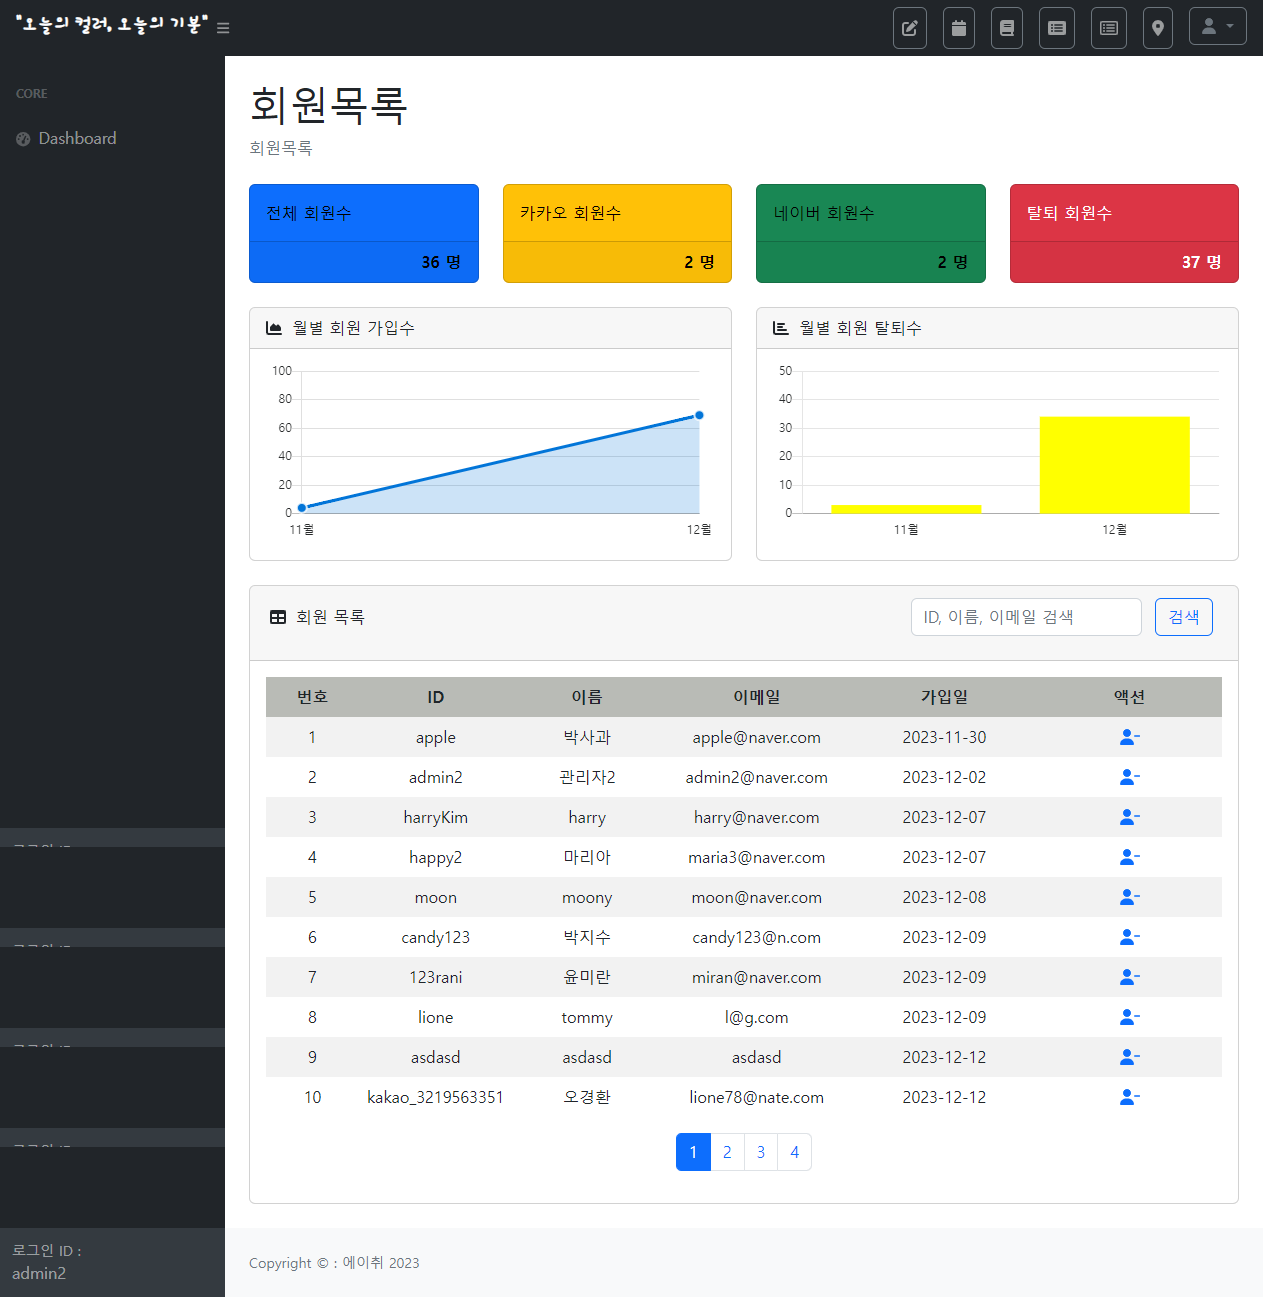 "오늘의 컬러, 오늘의 기분"
CORE
Dashboard
회원목록
회원목록
전체 회원수
36 명
카카오 회원수
2 명
네이버 회원수
2 명
탈퇴 회원수
37 명
월별 회원 가입수
100
80
60
40
20
0
11월 12월
월별 회원 탈퇴수
50
40
30
20
10
0
11월 12월
회원 목록 ID, 이름, 이메일 검색 검색
번호 ID 이름 이메일 가입일 액션
1 apple 박사과 apple@naver.com 2023-11-30
2 admin2 관리자2 admin2@naver.com 2023-12-02
3 harryKim harry harry@naver.com 2023-12-07
4 happy2 마리아 maria3@naver.com 2023-12-07
5 moon moony moon@naver.com 2023-12-08
6 candy123 박지수 candy123@n.com 2023-12-09
7 123rani 윤미란 miran@naver.com 2023-12-09
8 lione tommy l@g.com 2023-12-09
9 asdasd asdasd asdasd 2023-12-12
10 kakao_3219563351 오경환 lione78@nate.com 2023-12-12
1 2 3 4
로그인 ID :
admin2
Copyright © : 에이취 2023